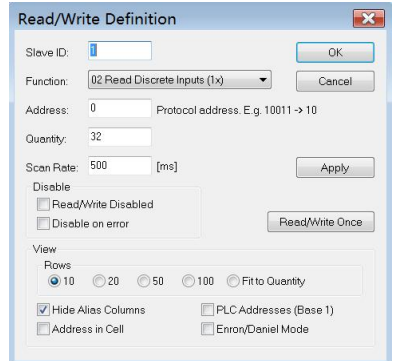 Read/Write Definition
Slave ID: 1 OK
Function: 02 Read Discrete Inputs (1x) Cancel
Address: 0 Protocol address. E.g. 10011 -> 10
Quantity: 32
Scan Rate: 500 [ms] Apply
Disable
Read/Write Disabled
Disable on error
Read/Write Once
View
Rows
10 20 50 100 Fit to Quantity
Hide Alias Columns PLC Addresses (Base 1)
Address in Cell Enron/Daniel Mode